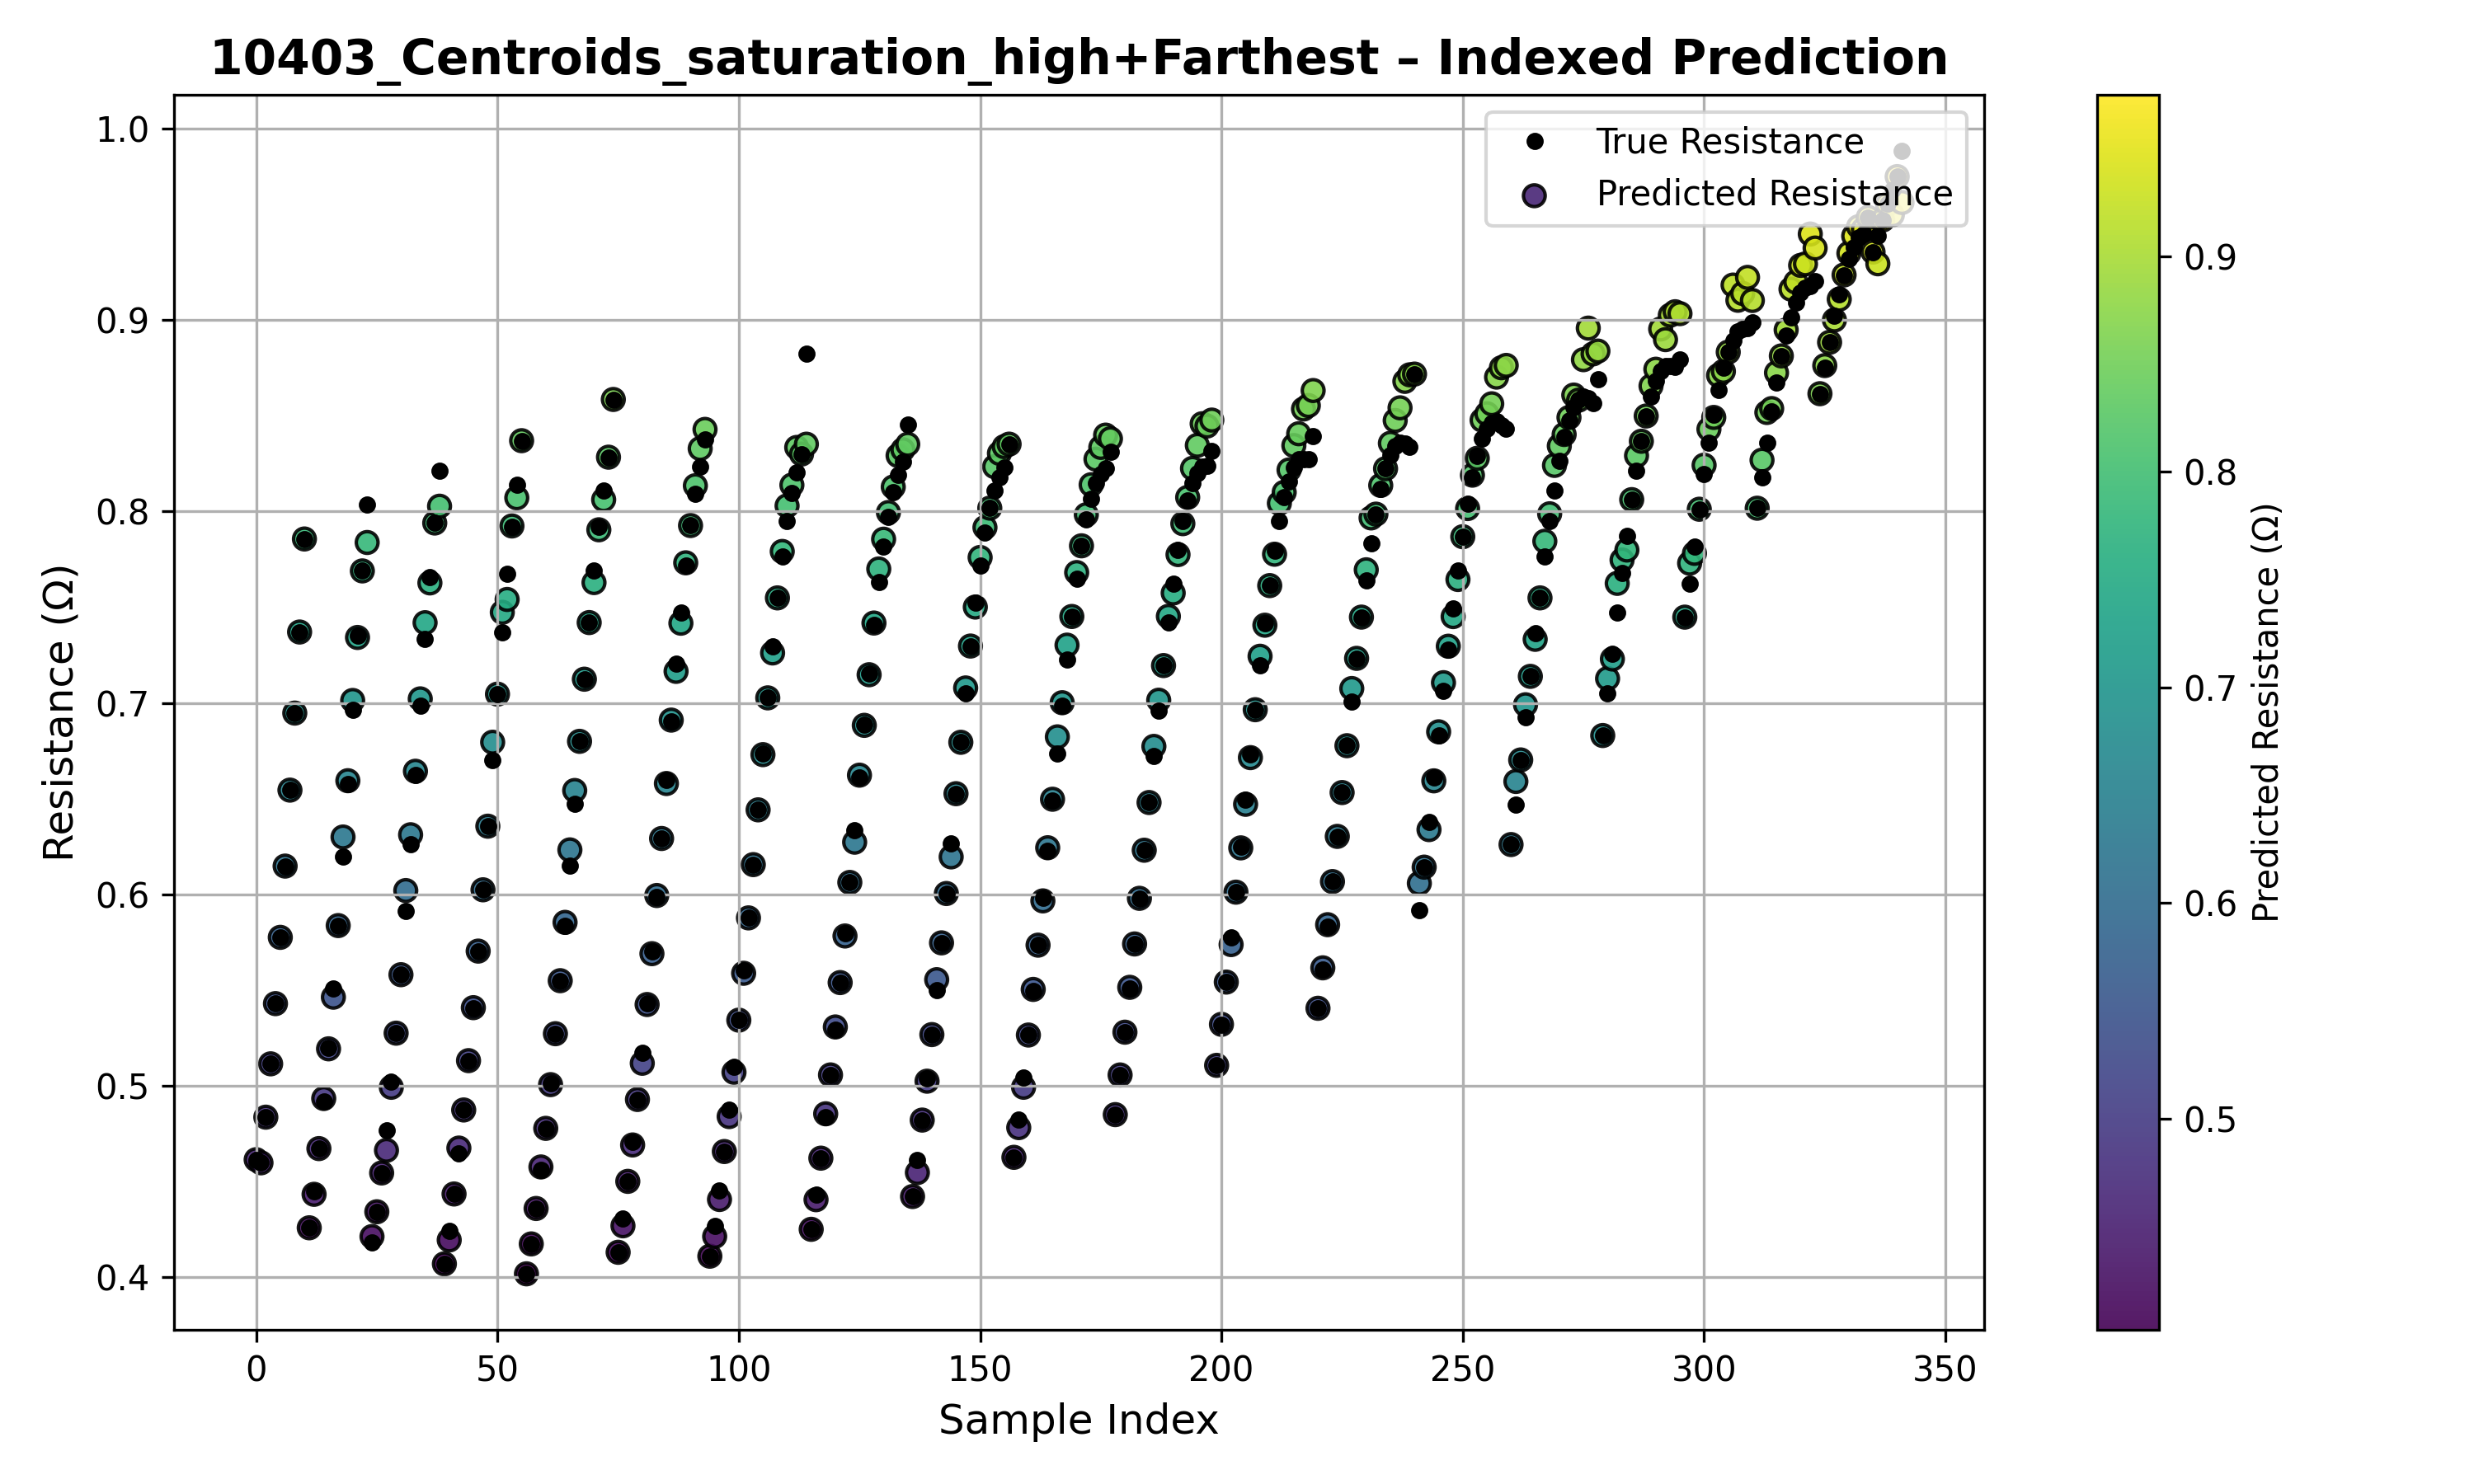 10403_Centroids_saturation_high+Farthest – Indexed Prediction
True Resistance
Predicted Resistance
1.0
0.9
0.8
0.7
0.6
0.5
0.4
Resistance (Ω)
0 50 100 150 200 250 300 350
Sample Index
0.9
0.8
0.7
0.6
0.5
Predicted Resistance (Ω)